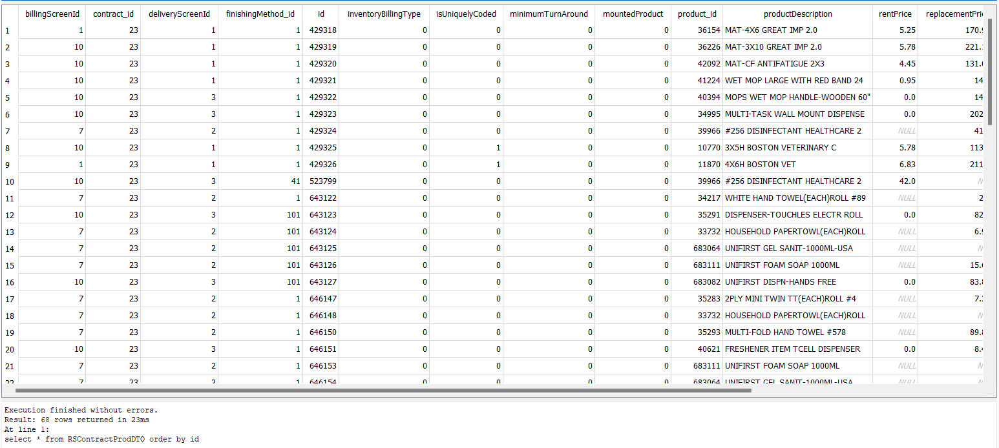 billingScreenId contract_id deliveryScreenId finishingMethod_id id inventoryBillingType isUniquelyCoded minimumTurnAround mountedProduct product_id productDescription rentPrice
1 1 23 1 1 429318 0 0 0 0 36154 MAT-4X6 GREAT IMP 2.0 5.25
2 10 23 1 1 429319 0 0 0 0 36226 MAT-3X10 GREAT IMP 2.0 5.78
3 10 23 1 1 429320 0 0 0 0 42092 MAT-CF ANTIFATIGUE 2X3 4.45
4 10 23 1 1 429321 0 0 0 0 41224 WET MOP LARGE WITH RED BAND 24 0.95 14
5 10 23 3 1 429322 0 0 0 0 40394 MOPS WET MOP HANDLE-WOODEN 60" 0.0 14
6 10 23 3 1 429323 0 0 0 0 34995 MULTI-TASK WALL MOUNT DISPENSE 0.0 202
7 7 23 2 1 429324 0 0 0 0 39966 #256 DISINFECTANT HEALTHCARE 2 NULL 41
8 10 23 1 1 429325 0 1 0 0 10770 3X5H BOSTON VETERINARY C 5.78 113
9 1 23 1 1 429326 0 1 0 0 11870 4X6H BOSTON VET 6.83 211
10 10 23 3 41 523799 0 0 0 0 39966 #256 DISINFECTANT HEALTHCARE 2 42.0
11 7 23 2 1 643122 0 0 0 0 34217 WHITE HAND TOWEL(EACH)ROLL #89 NULL 2
12 10 23 3 101 643123 0 0 0 0 35291 DISPENSER-TOUCHLES ELECTR ROLL 0.0 82
13 7 23 2 101 643124 0 0 0 0 33732 HOUSEHOLD PAPERTOWL(EACH)ROLL NULL
14 7 23 2 101 643125 0 0 0 0 683064 UNIFIRST GEL SANIT-1000ML-USA NULL
15 7 23 2 101 643126 0 0 0 0 683111 UNIFIRST FOAM SOAP 1000ML NULL
16 10 23 3 101 643127 0 0 0 0 683082 UNIFIRST DISPN-HANDS FREE 0.0
17 7 23 2 1 646147 0 0 0 0 35283 2PLY MINI TWIN TT(EACH)ROLL #4 NULL
18 7 23 2 1 646148 0 0 0 0 33732 HOUSEHOLD PAPERTOWL(EACH)ROLL NULL
19 7 23 2 1 646150 0 0 0 0 35293 MULTI-FOLD HAND TOWEL #578 NULL
20 10 23 3 1 646151 0 0 0 0 40621 FRESHENER ITEM TCELL DISPENSER 0.0
21 7 23 2 1 646153 0 0 0 0 683111 UNIFIRST FOAM SOAP 1000ML NULL
22 7 23 2 1 646154 0 0 0 0 683064 UNIFIRST GEL SANIT-1000ML-USA NULL
Execution finished without errors.
Result: 68 rows returned in 23ms
At line 1:
select * from RSContractProdDTO order by id